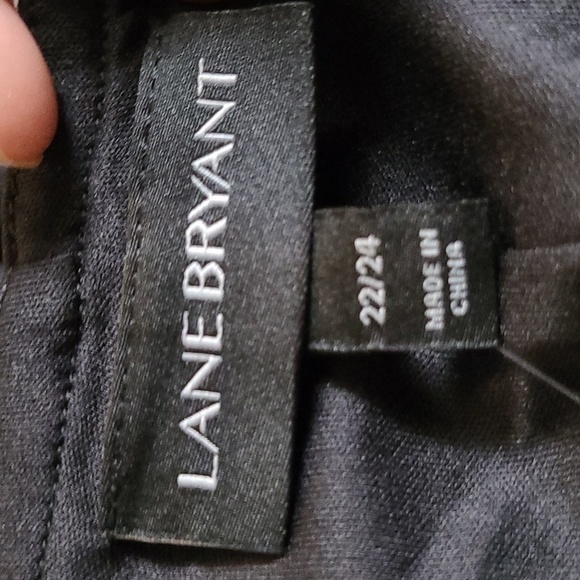 LANE BRYANT
22/24
MADE IN
CHINA